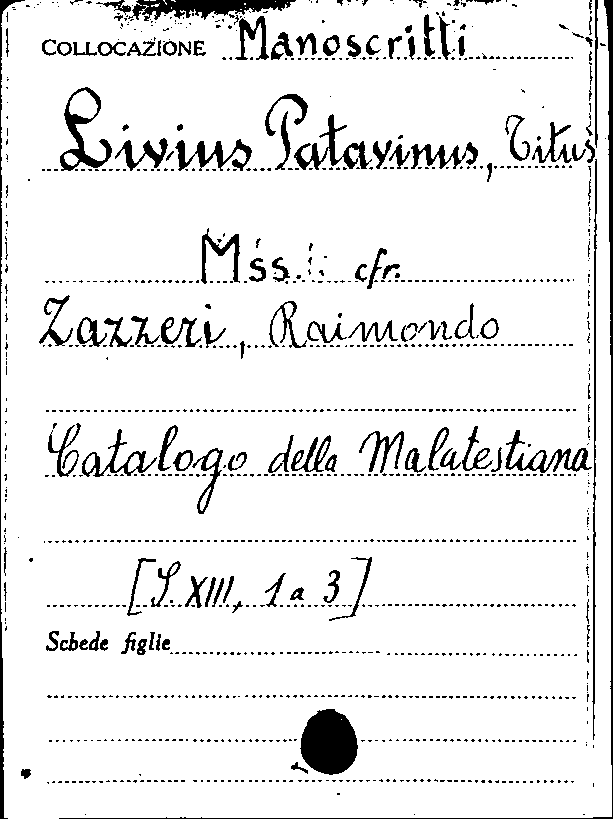 COLLOCAZIONE Manoscritti
Livius Patavinus, Titus
Mss.: cfr.
Zazzeri, Raimondo
Catalogo della Malatestiana
[S. XIII, 1 a 3]
Schede figlie